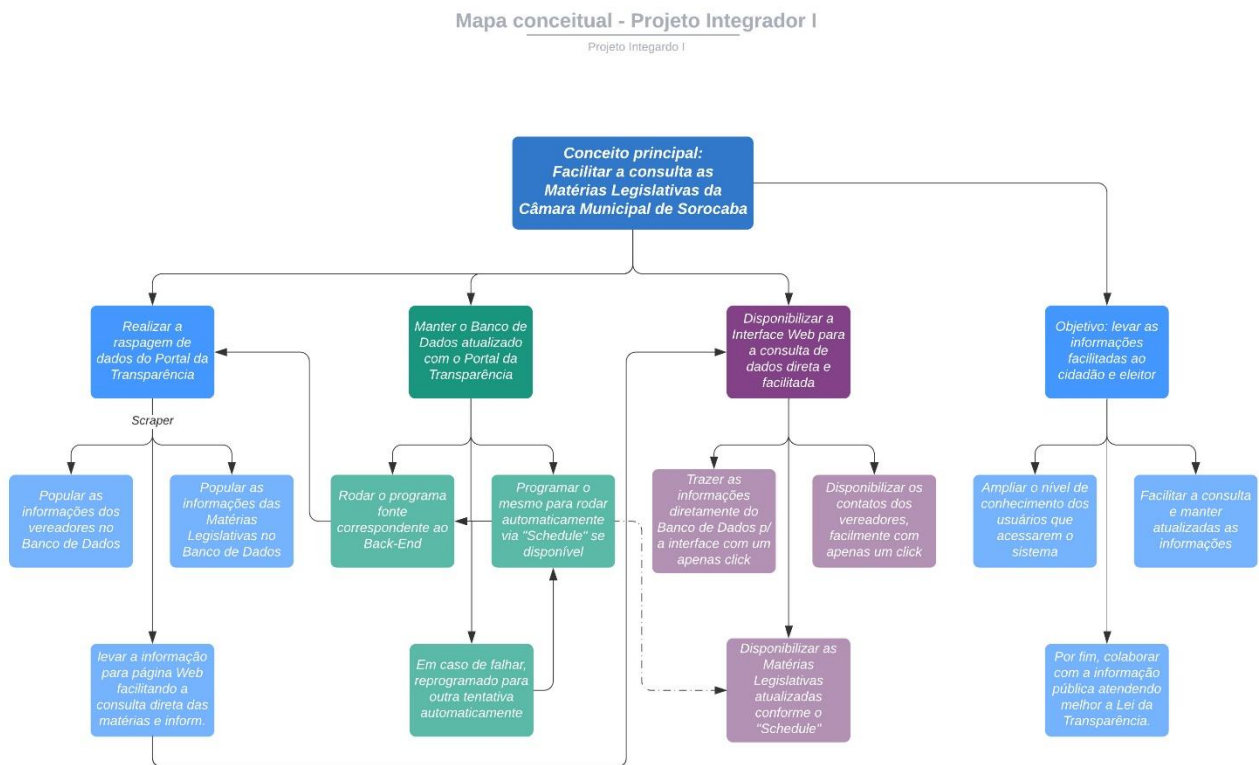 Mapa conceitual - Projeto Integrador I
Projeto Integardo I
Conceito principal:
Facilitar a consulta as
Matérias Legislativas da
Câmara Municipal de Sorocaba
Realizar a
raspagem de
dados do Portal da
Transparência
Manter o Banco de
Dados atualizado
com o Portal da
Transparência
Disponibilizar a
Interface Web para
a consulta de
dados direta e
facilitada
Objetivo: levar as
informações
facilitadas ao
cidadão e eleitor
Scraper
Popular as
informações dos
vereadores no
Banco de Dados
Popular as
informações das
Matérias
Legislativas no
Banco de Dados
Rodar o programa
fonte
correspondente ao
Back-End
Programar o
mesmo para rodar
automaticamente
via "Schedule" se
disponível
Trazer as
informações
diretamente do
Banco de Dados p/
a interface com um
apenas click
Disponibilizar os
contatos dos
vereadores,
facilmente com
apenas um click
Ampliar o nível de
conhecimento dos
usuários que
acessarem o
sistema
Facilitar a consulta
e manter
atualizadas as
informações
levar a informação
para página Web
facilitando a
consulta direta das
matérias e inform.
Em caso de falhar,
reprogramado para
outra tentativa
automaticamente
Disponibilizar as
Matérias
Legislativas
atualizadas
conforme o
"Schedule"
Por fim, colaborar
com a informação
pública atendendo
melhor a Lei da
Transparência.